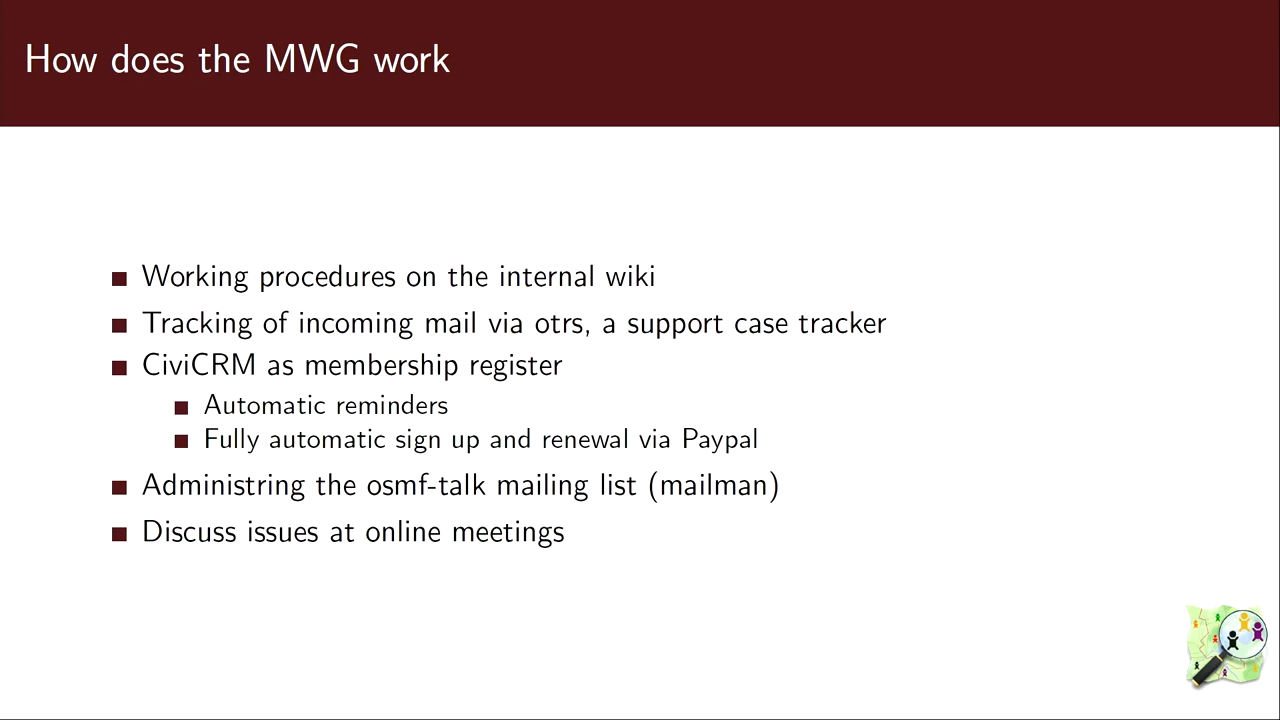 How does the MWG work
Working procedures on the internal wiki
Tracking of incoming mail via otrs, a support case tracker
CiviCRM as membership register
Automatic reminders
Fully automatic sign up and renewal via Paypal
Administring the osmf-talk mailing list (mailman)
Discuss issues at online meetings